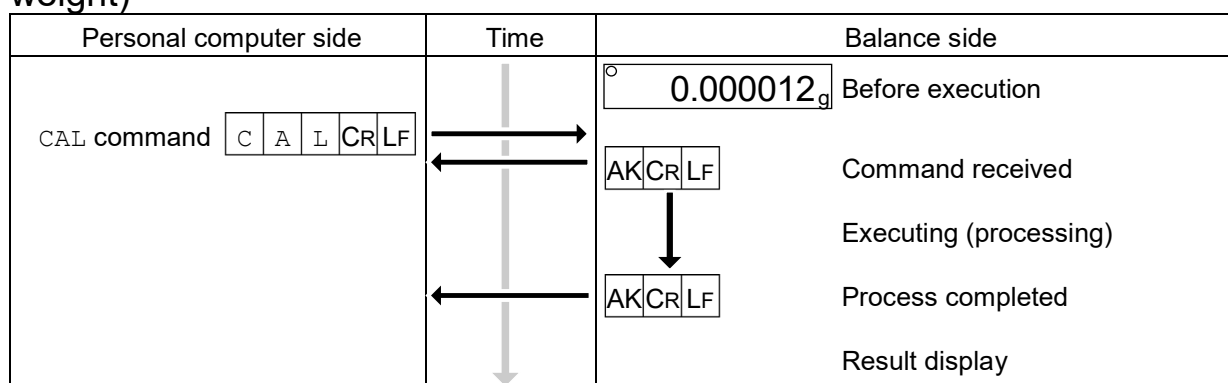 weight)
Personal computer side Time Balance side
0.000012 g Before execution
CAL command C A L CR LF
AK CR LF Command received
Executing (processing)
AK CR LF Process completed
Result display